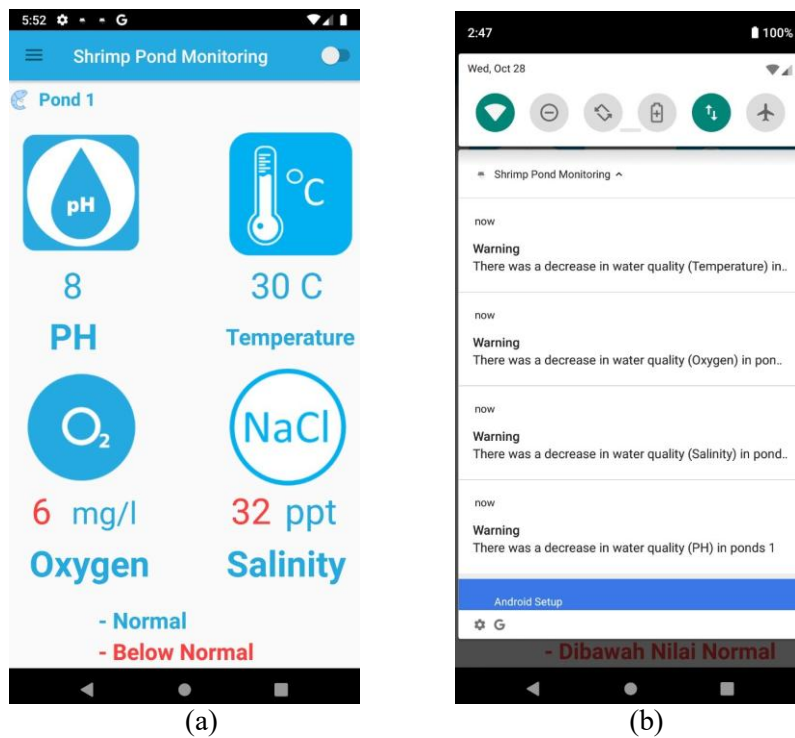 5:52 G
Shrimp Pond Monitoring
Pond 1
pH
°C
8
30 C
PH
Temperature
O₂
NaCl
6 mg/l
32 ppt
Oxygen
Salinity
- Normal
- Below Normal
(a)
2:47 100%
Wed, Oct 28
Shrimp Pond Monitoring
now
Warning
There was a decrease in water quality (Temperature) in..
now
Warning
There was a decrease in water quality (Oxygen) in pon..
now
Warning
There was a decrease in water quality (Salinity) in pond..
now
Warning
There was a decrease in water quality (PH) in ponds 1
Android Setup
G
- Dibawah Nilai Normal
(b)